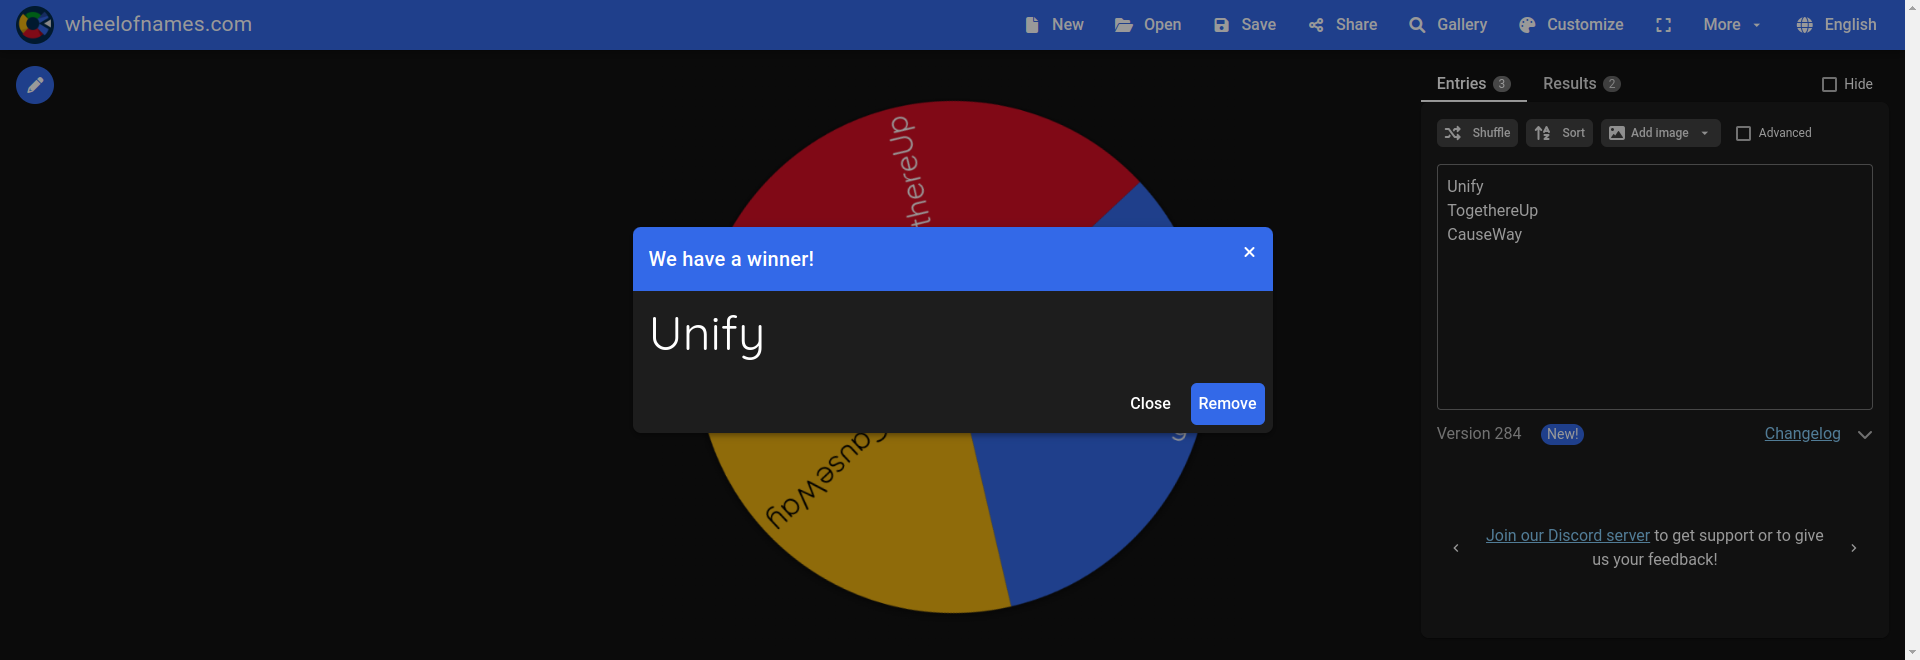 wheelofnames.com
New
Open
Save
Share
Gallery
Customize
More
English
Entries 3
Results 2
Hide
Shuffle
Sort
Add image
Advanced
Unify
TogethereUp
CauseWay
thereUp
We have a winner!
Unify
Close
Remove
auseWay
Version 284
New!
Changelog
Join our Discord server to get support or to give
us your feedback!